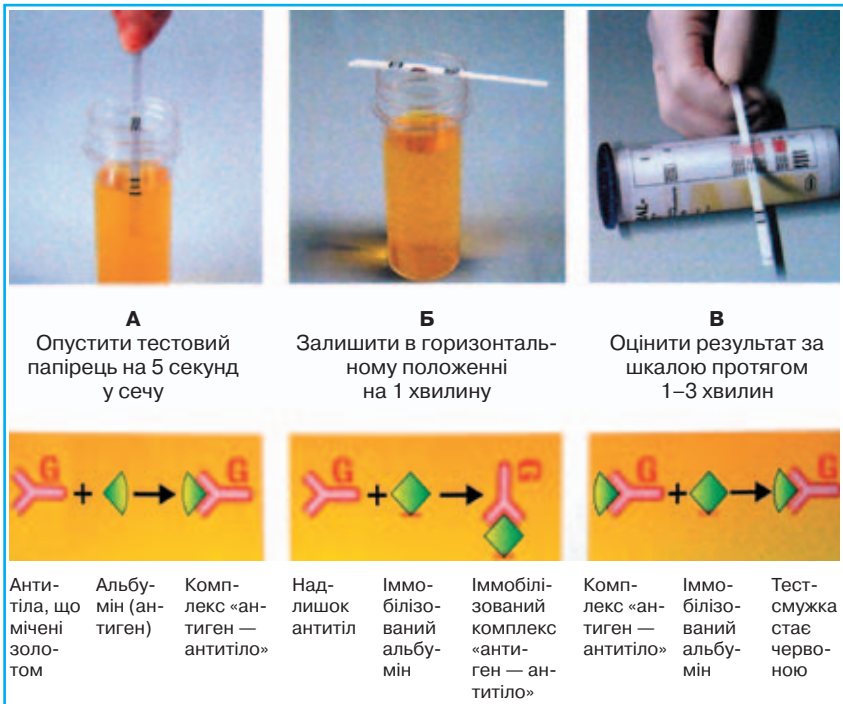 А
Опустити тестовий
папірець на 5 секунд
у сечу
Б
Залишити в горизонталь-
ному положенні
на 1 хвилину
В
Оцінити результат за
шкалою протягом
1–3 хвилин
G + → G
G + → G
G + → G
Анти-
тіла, що
мічені
золо-
том
Альбу-
мін (ан-
тиген)
Комп-
лекс «ан-
тиген —
антитіло»
Над-
лишок
антитіл
Іммо-
білізо-
ваний
альбу-
мін
Іммобілі-
зований
комплекс
«анти-
ген — ан-
титіло»
Комп-
лекс «ан-
тиген —
антитіло»
Іммо-
білізо-
ваний
альбу-
мін
Тест-
смужка
стає
черво-
ною